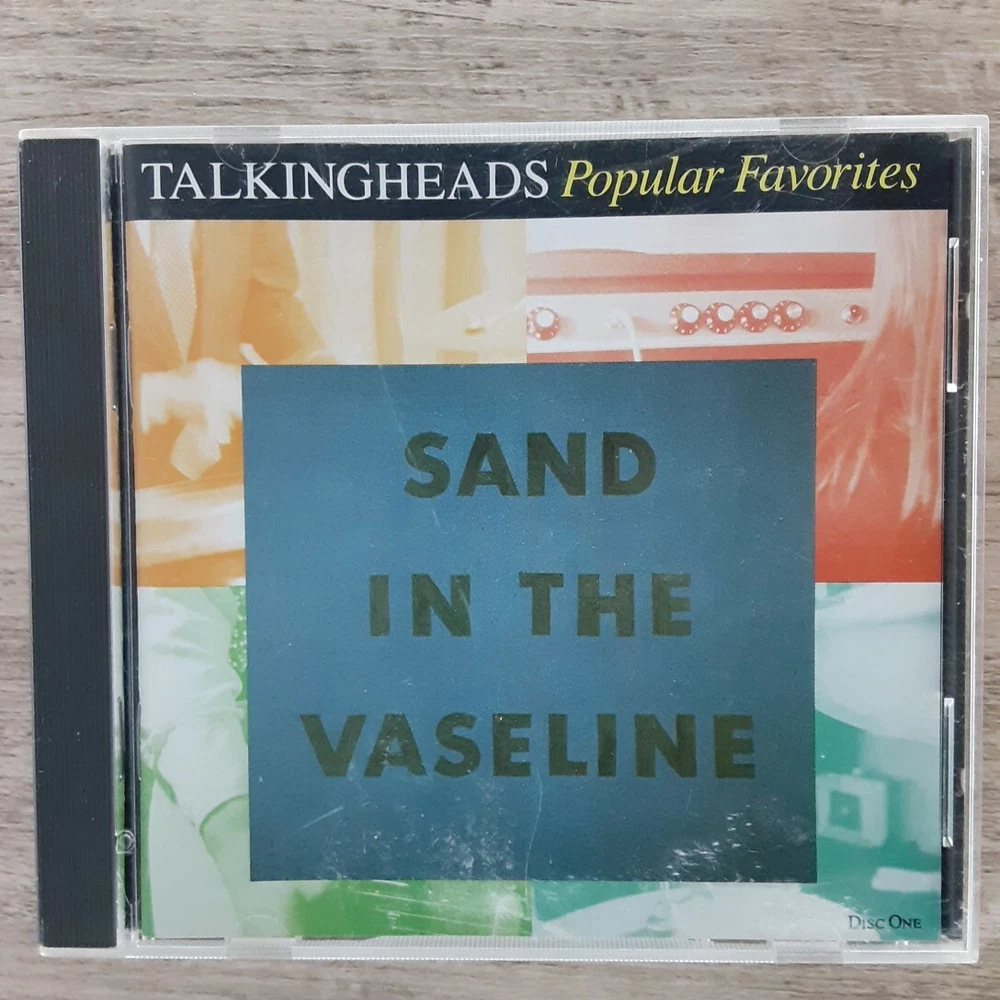 TALKINGHEADS Popular Favorites
SAND
IN THE
VASELINE
DISC ONE